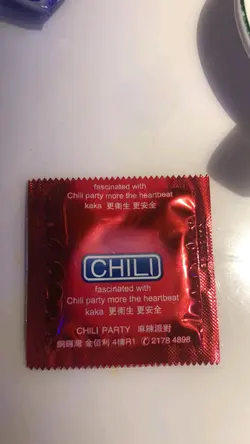 fascinated with
Chili party more the heartbeat
kaka 更衛生 更安全
CHILI
fascinated with
Chili party more the heartbeat
kaka 更衛生 更安全
CHILI PARTY 麻辣派對
銅鑼灣 金信利 4樓R1 ✆ 2178 4898